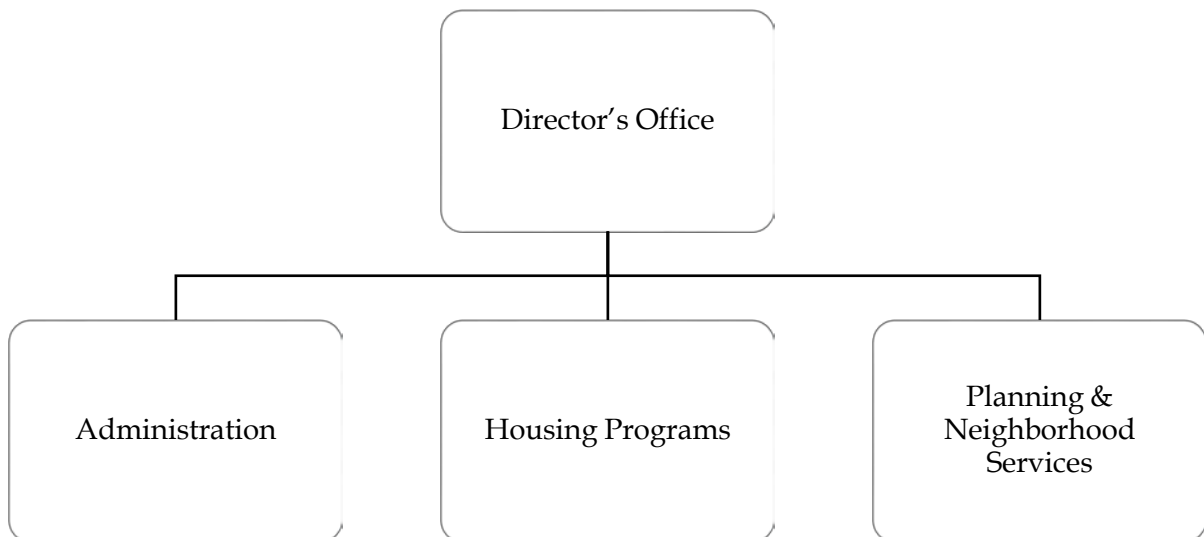 Director’s Office
Administration
Housing Programs
Planning &
Neighborhood
Services